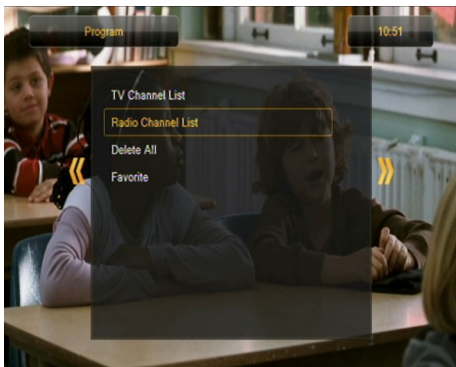 Program
10:51
TV Channel List
Radio Channel List
Delete All
Favorite